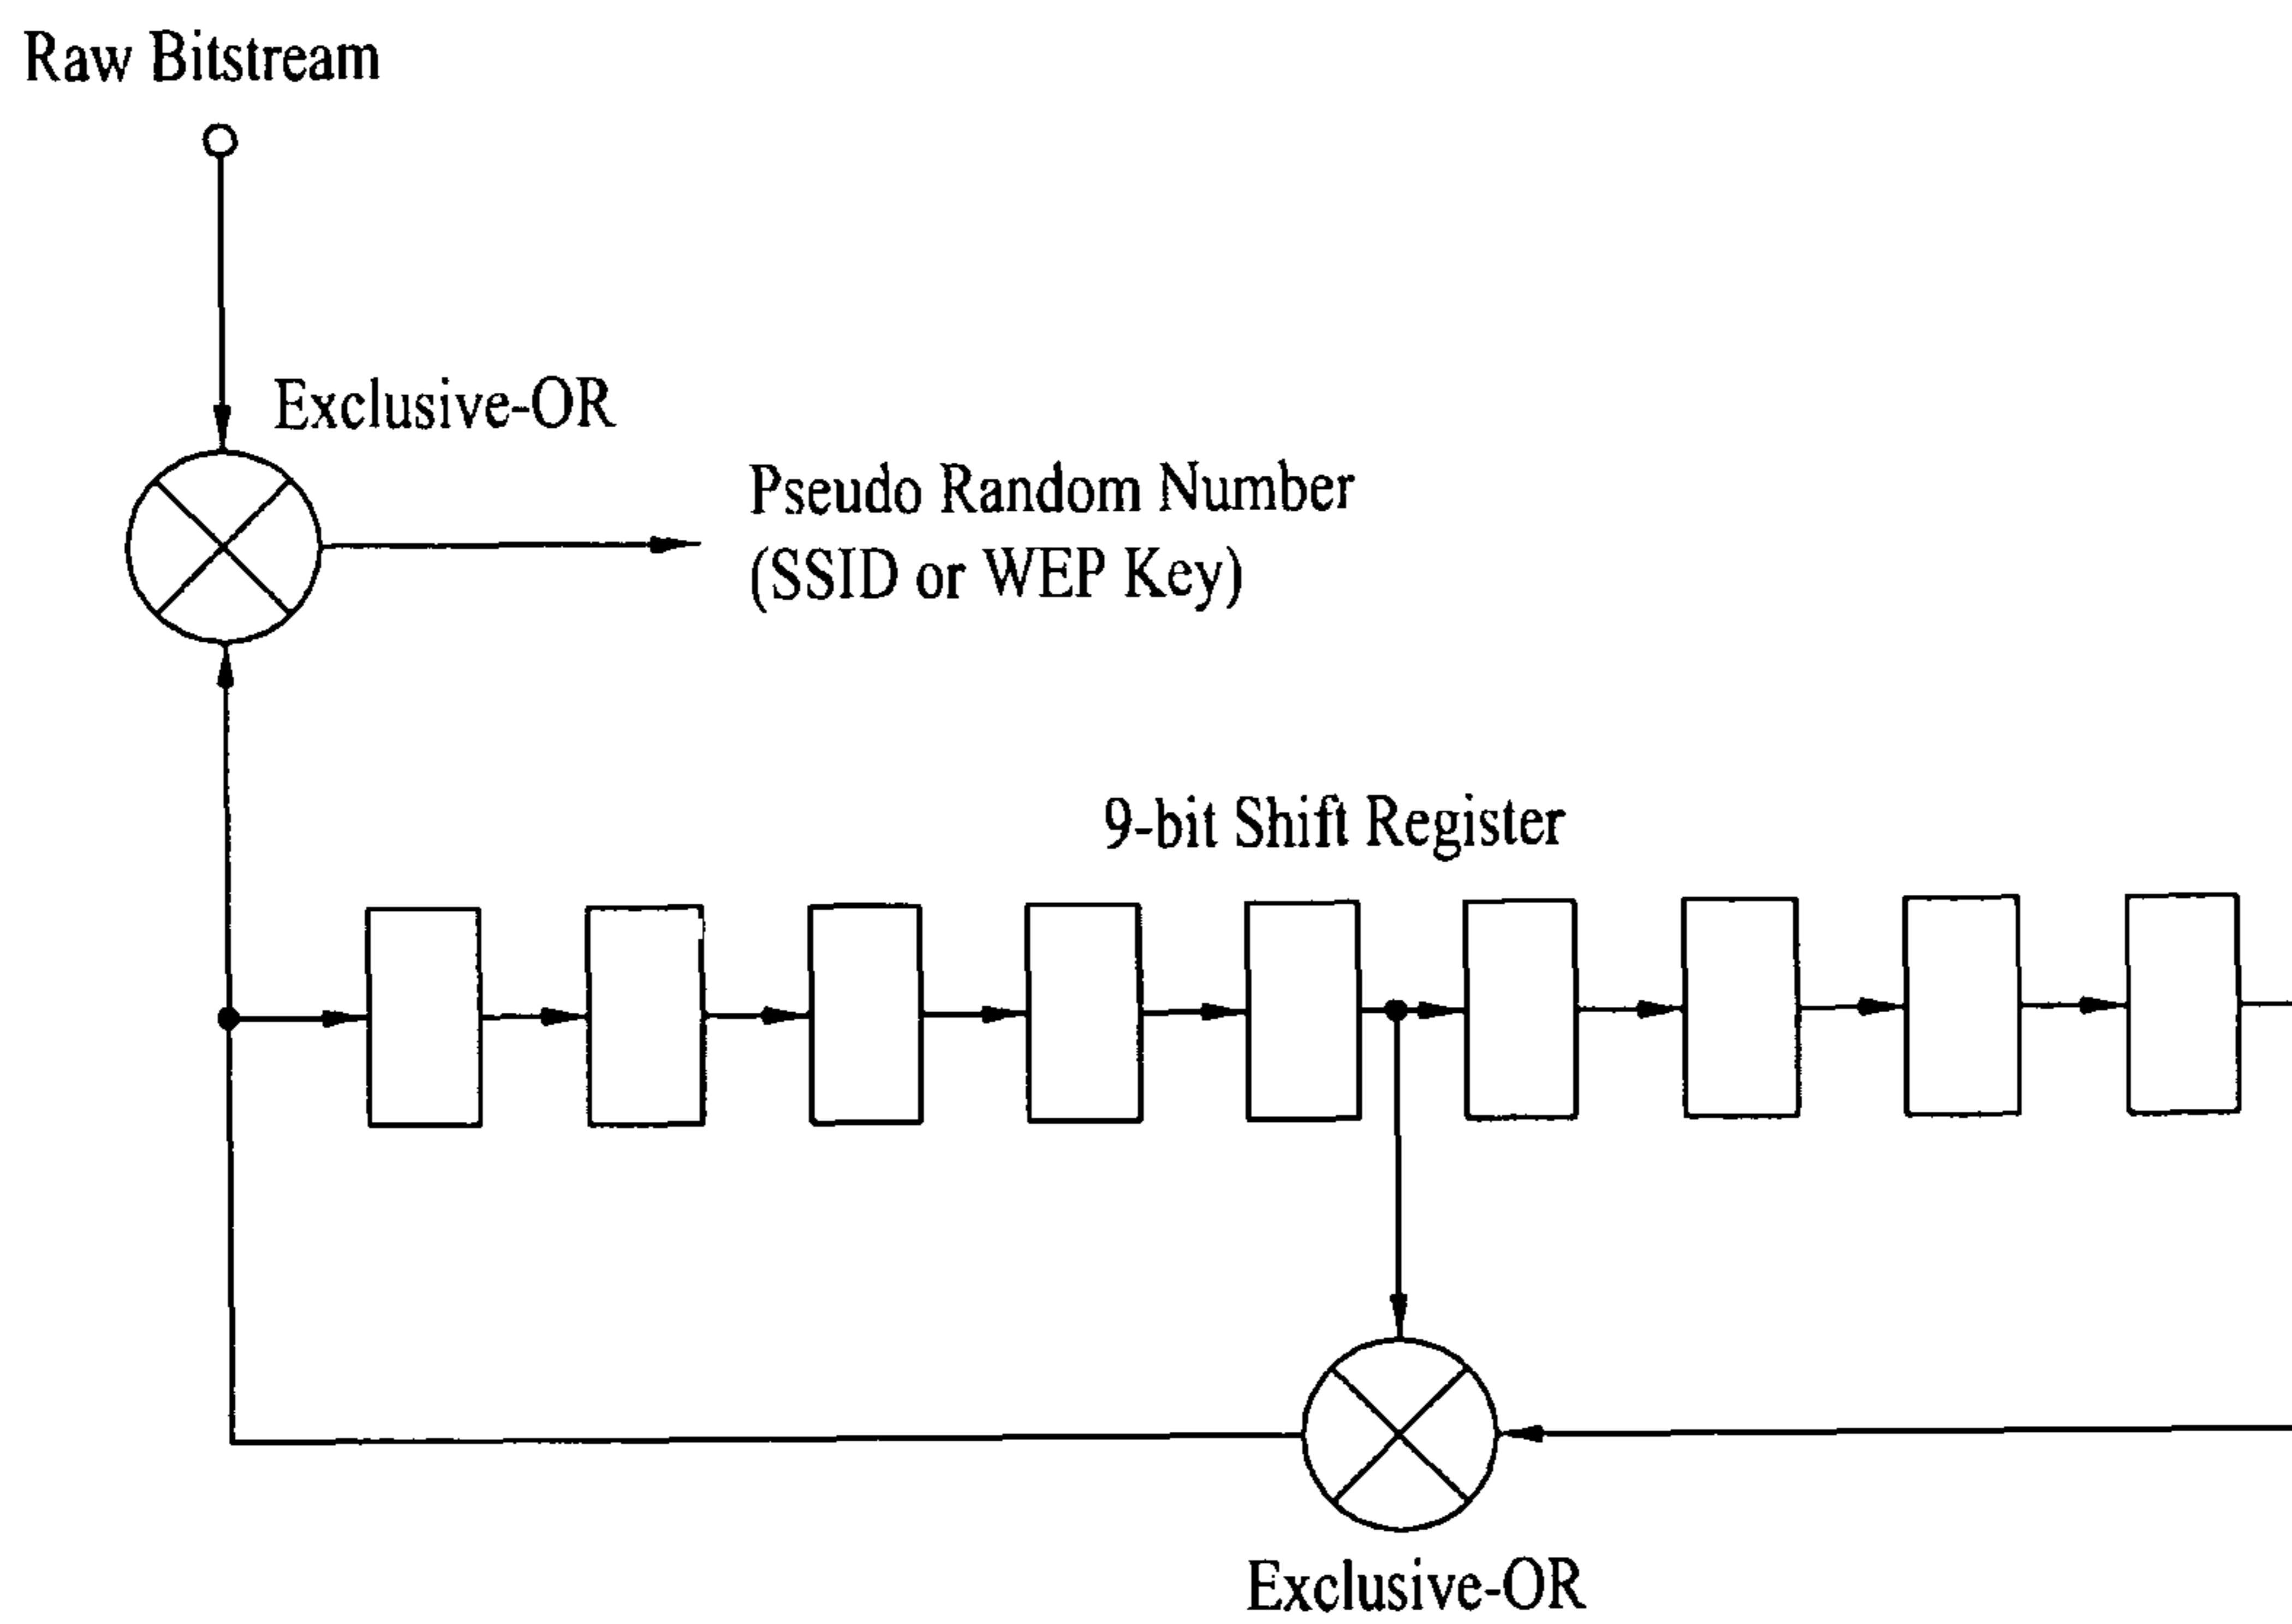 Raw Bitstream
Exclusive-OR
Pseudo Random Number
(SSID or WEP Key)
9-bit Shift Register
Exclusive-OR